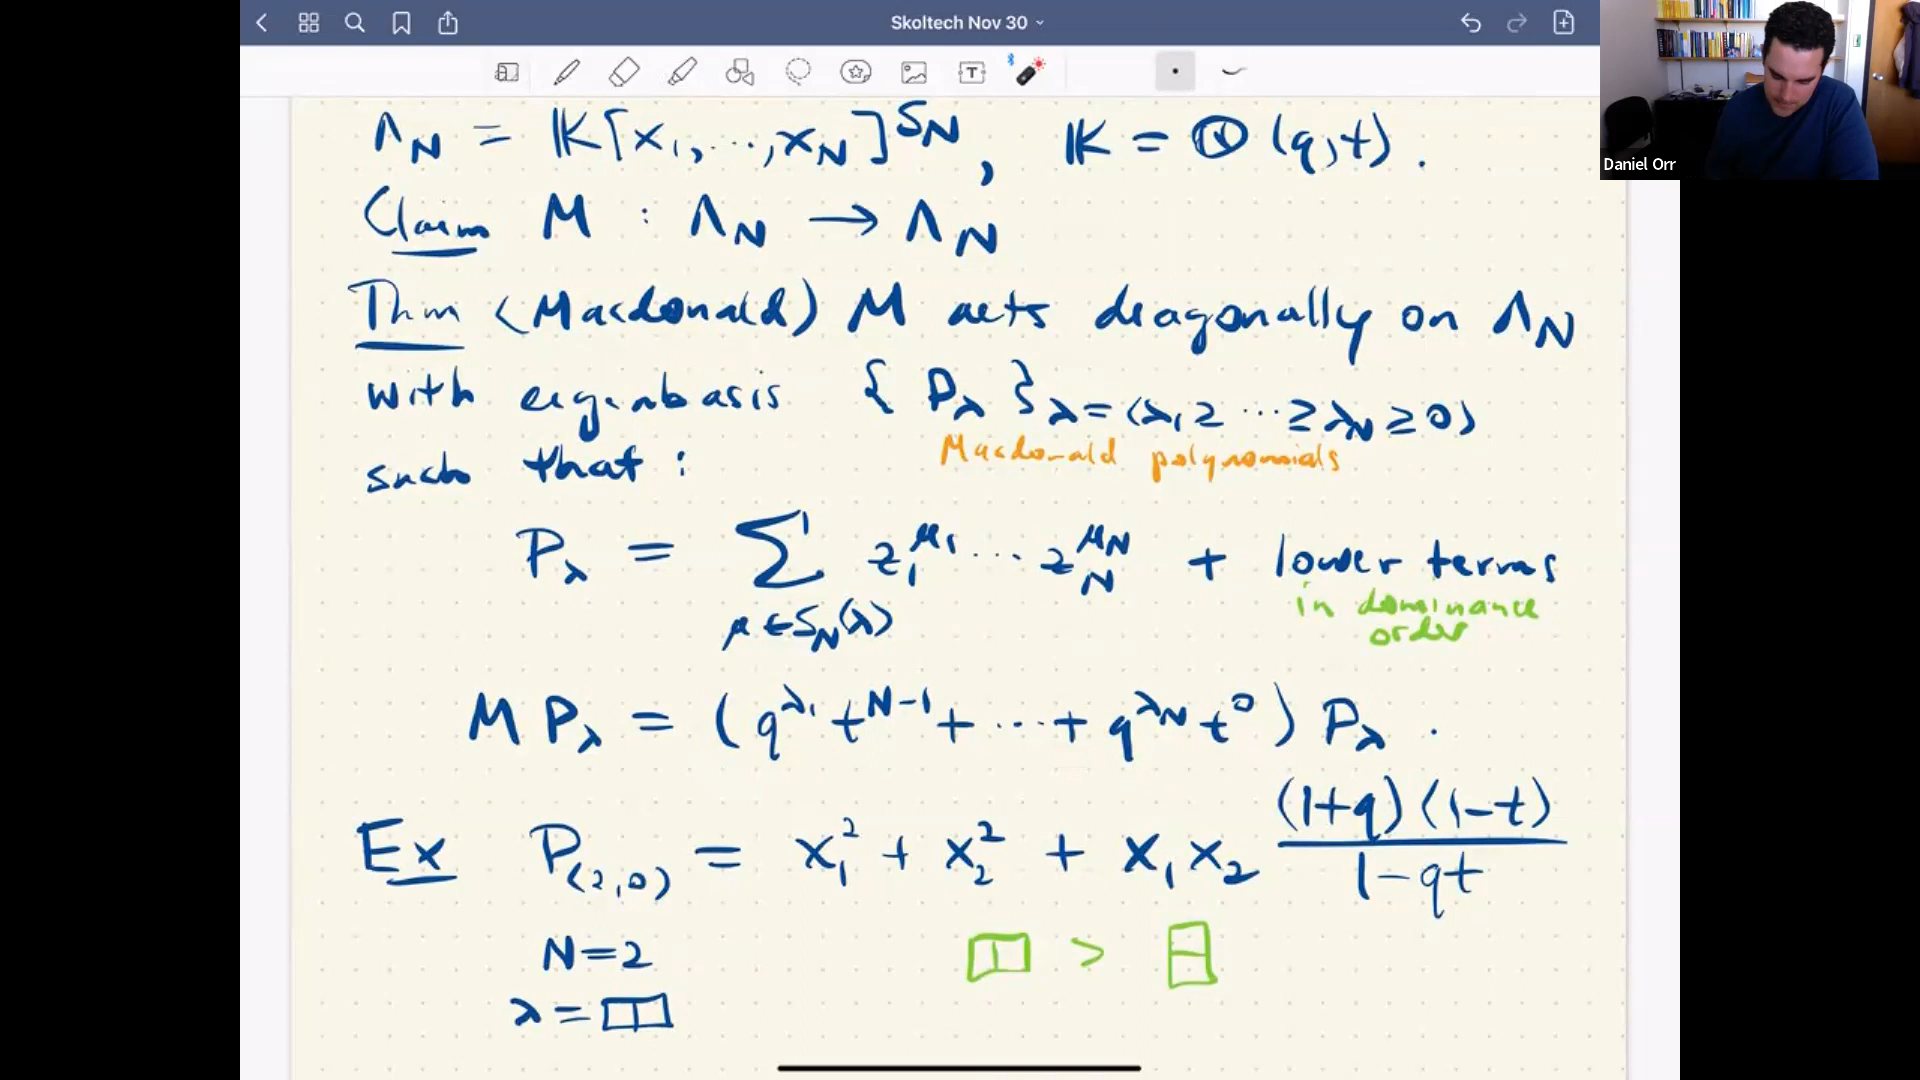 Skoltech Nov 30
Daniel Orr
Λ_N = 𝕂[x_1,...,x_N]^{S_N}, 𝕂 = ℚ(q,t).
Claim M : Λ_N → Λ_N
Thm (Macdonald) M acts diagonally on Λ_N
with eigenbasis { P_λ }_{λ=(λ_1≥...≥λ_N≥0)}
Macdonald polynomials
such that :
P_λ = ∑_{μ∈S_N(λ)} z_1^{μ_1} ... z_N^{μ_N} + lower terms
in dominance
order
M P_λ = (q^{λ_1} t^{N-1} + ... + q^{λ_N} t^0) P_λ .
Ex P_{(2,0)} = x_1^2 + x_2^2 + x_1 x_2 \frac{(1+q)(1-t)}{1-qt}
N=2
>
λ =